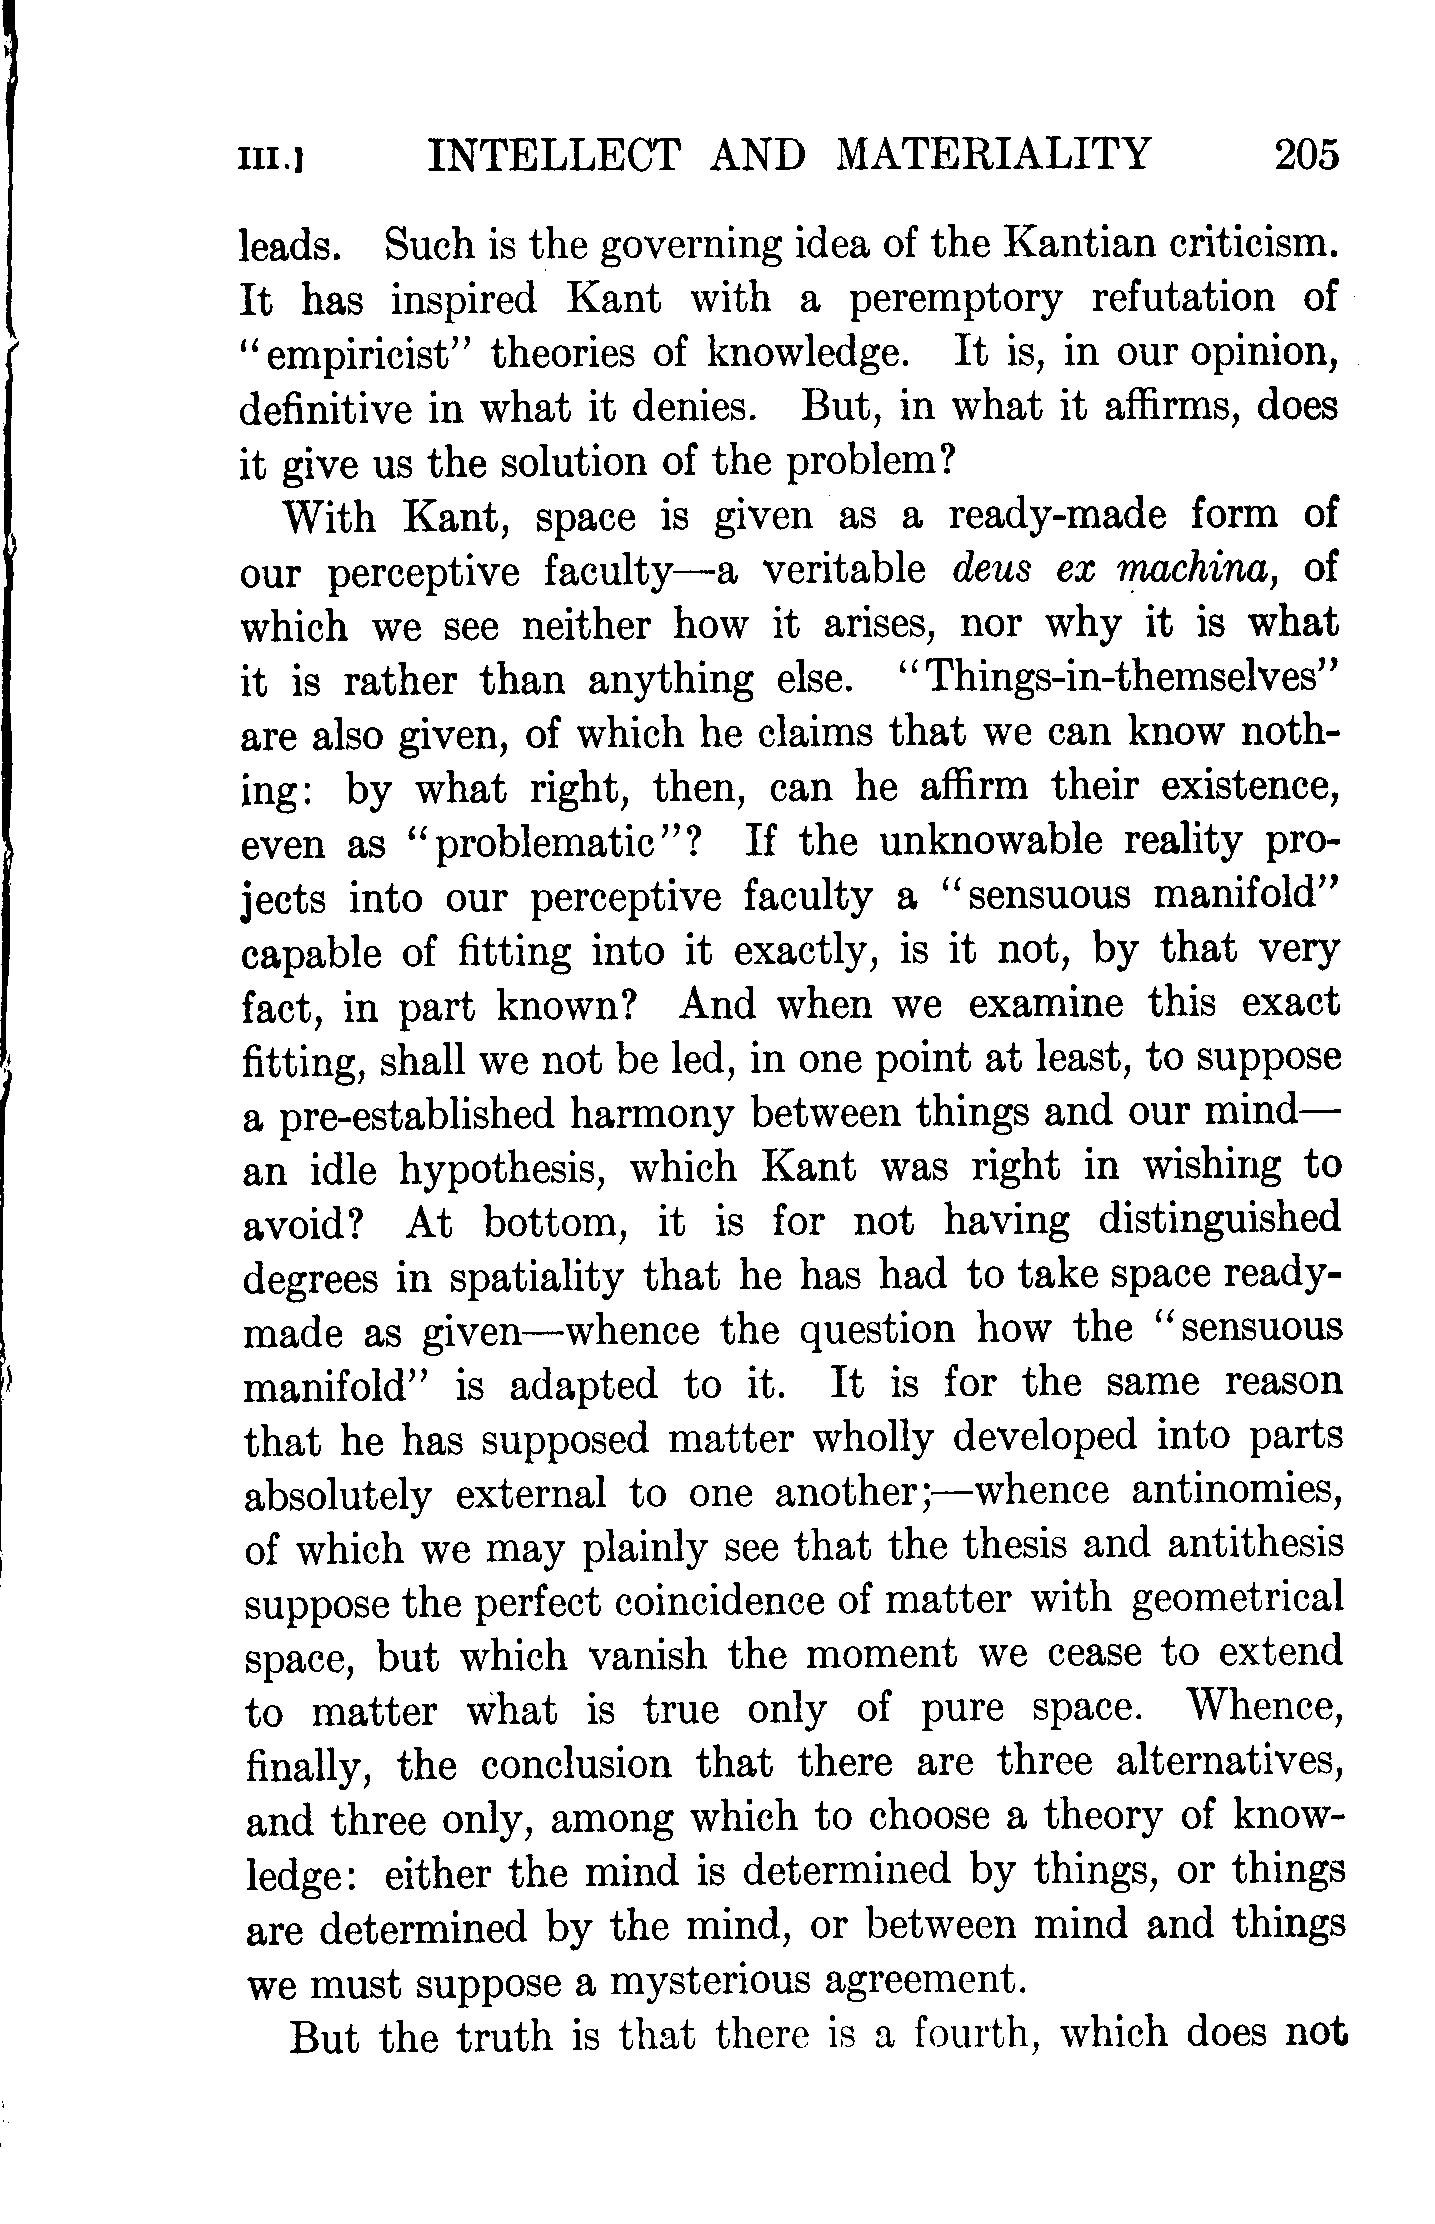 III.] INTELLECT AND MATERIALITY 205
leads. Such is the governing idea of the Kantian criticism.
It has inspired Kant with a peremptory refutation of
“empiricist” theories of knowledge. It is, in our opinion,
definitive in what it denies. But, in what it affirms, does
it give us the solution of the problem?
With Kant, space is given as a ready-made form of
our perceptive faculty—a veritable deus ex machina, of
which we see neither how it arises, nor why it is what
it is rather than anything else. “Things-in-themselves”
are also given, of which he claims that we can know noth-
ing: by what right, then, can he affirm their existence,
even as “problematic”? If the unknowable reality pro-
jects into our perceptive faculty a “sensuous manifold”
capable of fitting into it exactly, is it not, by that very
fact, in part known? And when we examine this exact
fitting, shall we not be led, in one point at least, to suppose
a pre-established harmony between things and our mind—
an idle hypothesis, which Kant was right in wishing to
avoid? At bottom, it is for not having distinguished
degrees in spatiality that he has had to take space ready-
made as given—whence the question how the “sensuous
manifold” is adapted to it. It is for the same reason
that he has supposed matter wholly developed into parts
absolutely external to one another;—whence antinomies,
of which we may plainly see that the thesis and antithesis
suppose the perfect coincidence of matter with geometrical
space, but which vanish the moment we cease to extend
to matter what is true only of pure space. Whence,
finally, the conclusion that there are three alternatives,
and three only, among which to choose a theory of know-
ledge: either the mind is determined by things, or things
are determined by the mind, or between mind and things
we must suppose a mysterious agreement.
But the truth is that there is a fourth, which does not